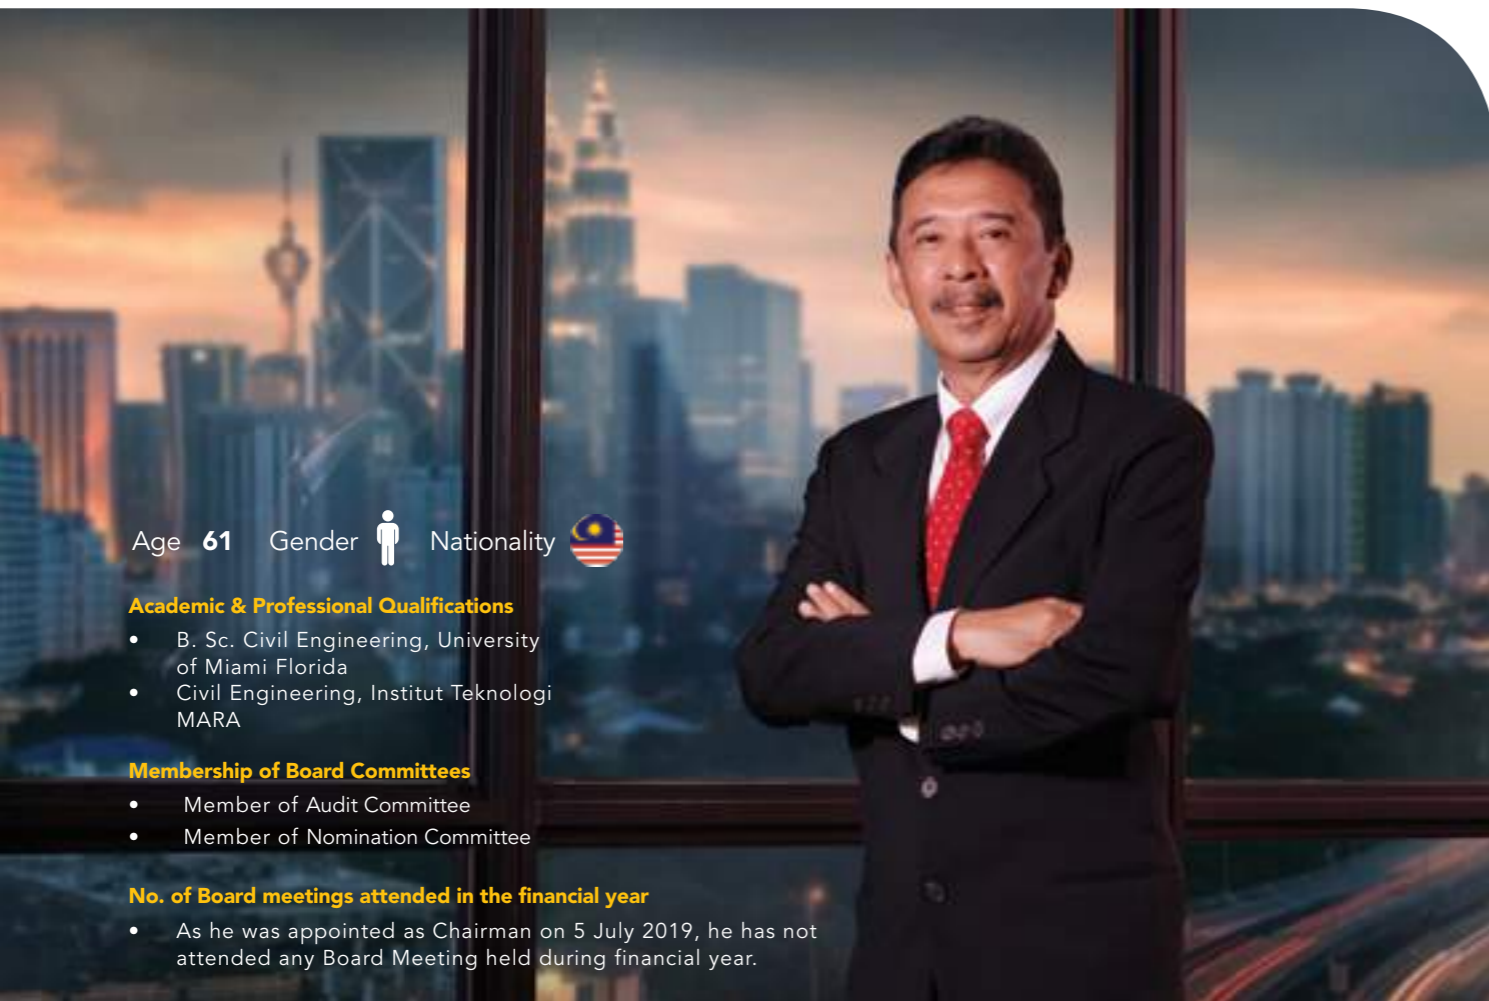 Age 61 Gender Nationality
Academic & Professional Qualifications
• B. Sc. Civil Engineering, University
of Miami Florida
• Civil Engineering, Institut Teknologi
MARA
Membership of Board Committees
• Member of Audit Committee
• Member of Nomination Committee
No. of Board meetings attended in the financial year
• As he was appointed as Chairman on 5 July 2019, he has not
attended any Board Meeting held during financial year.